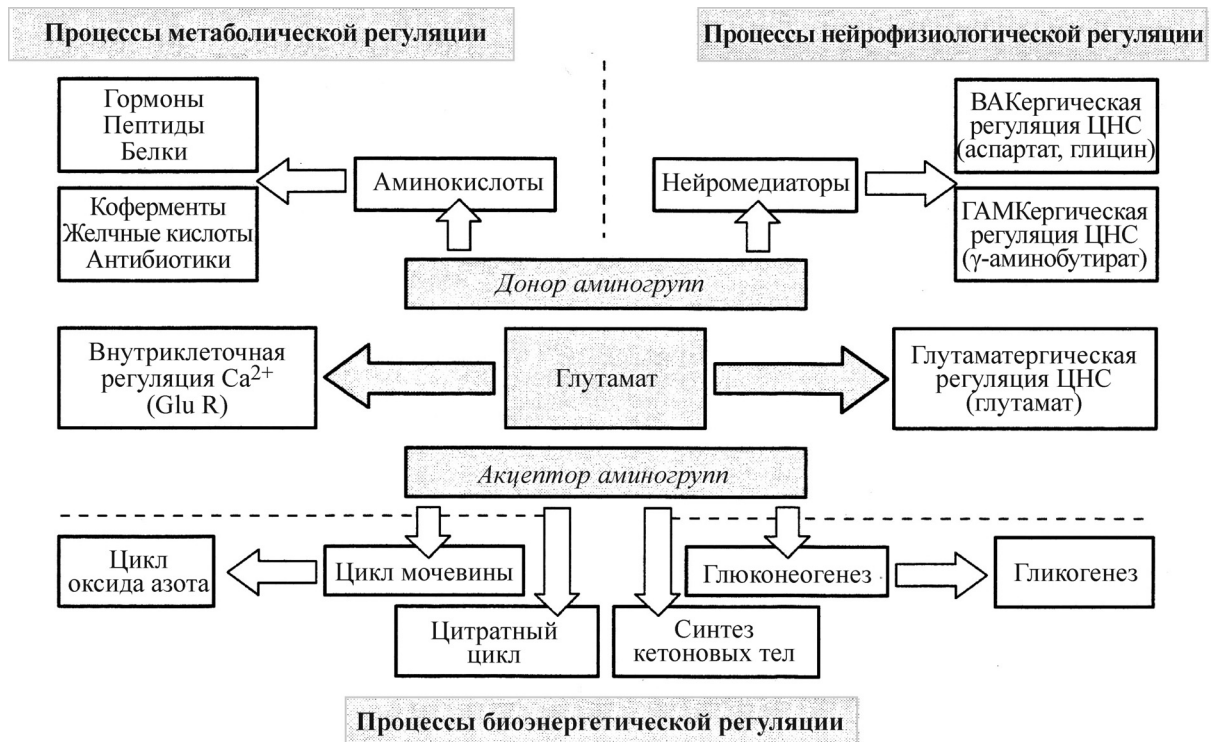 Процессы метаболической регуляции
Процессы нейрофизиологической регуляции
Гормоны
Пептиды
Белки
Коферменты
Желчные кислоты
Антибиотики
Аминокислоты
Нейромедиаторы
ВАКергическая
регуляция ЦНС
(аспартат, глицин)
ГАМКергическая
регуляция ЦНС
(γ-аминобутират)
Донор аминогрупп
Внутриклеточная
регуляция Ca2+
(Glu R)
Глутамат
Глутаматергическая
регуляция ЦНС
(глутамат)
Акцептор аминогрупп
Цикл
оксида азота
Цикл мочевины
Глюконеогенез
Гликогенез
Цитратный
цикл
Синтез
кетоновых тел
Процессы биоэнергетической регуляции